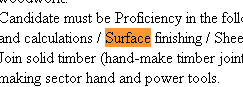 woodwork.
Candidate must be Proficiency in the follo
and calculations / Surface finishing / Shee
Join solid timber (hand-make timber joint
making sector hand and power tools.